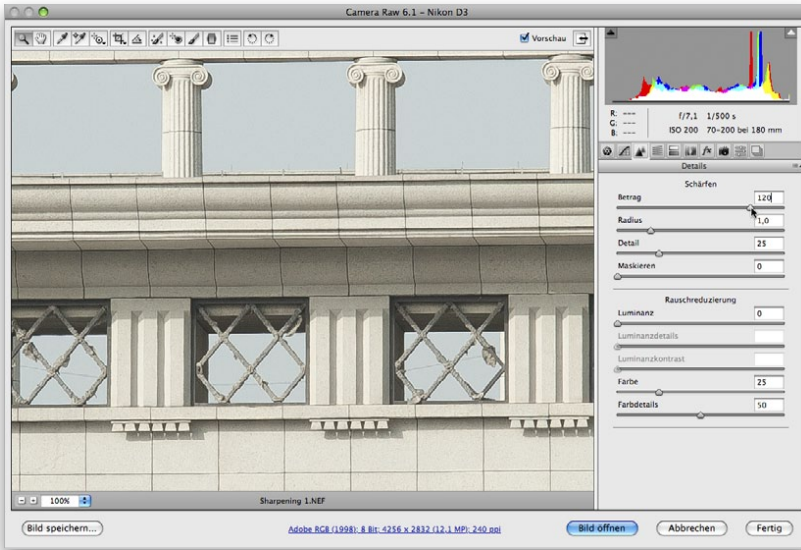 Camera Raw 6.1 – Nikon D3
Vorschau
R: ---
G: ---
B: ---
f/7,1 1/500 s
ISO 200 70-200 bei 180 mm
Details
Schärfen
Betrag 120
Radius 1,0
Detail 25
Maskieren 0
Rauschreduzierung
Luminanz 0
Luminanzdetails
Luminanzkontrast
Farbe 25
Farbdetails 50
100%
Sharpening 1.NEF
Bild speichern...
Adobe RGB (1998); 8 Bit; 4256 x 2832 (12,1 MP); 240 ppi
Bild öffnen
Abbrechen
Fertig